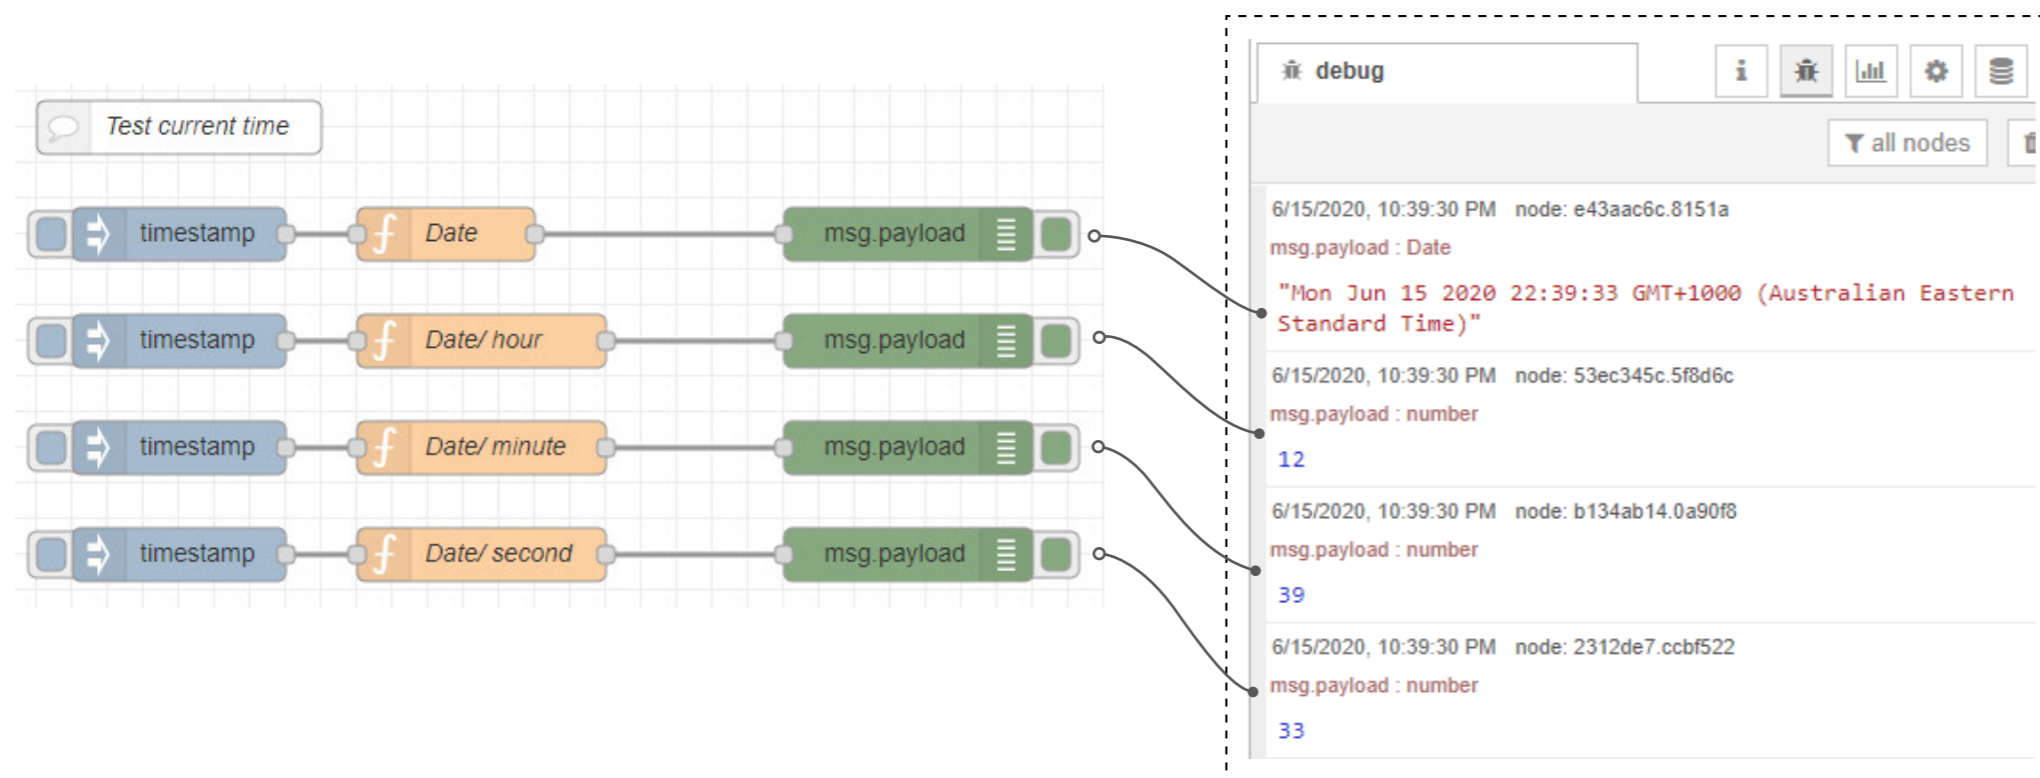 Test current time
timestamp
Date
msg.payload
timestamp
Date/ hour
msg.payload
timestamp
Date/ minute
msg.payload
timestamp
Date/ second
msg.payload
debug
all nodes
6/15/2020, 10:39:30 PM node: e43aac6c.8151a
msg.payload : Date
"Mon Jun 15 2020 22:39:33 GMT+1000 (Australian Eastern
Standard Time)"
6/15/2020, 10:39:30 PM node: 53ec345c.5f8d6c
msg.payload : number
12
6/15/2020, 10:39:30 PM node: b134ab14.0a90f8
msg.payload : number
39
6/15/2020, 10:39:30 PM node: 2312de7.ccbf522
msg.payload : number
33